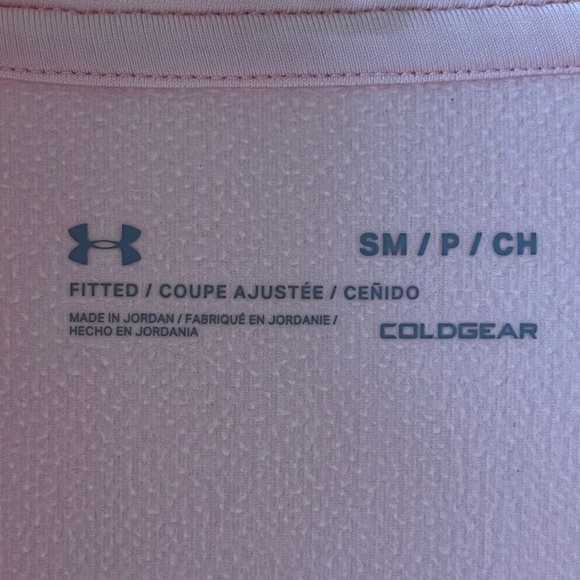 SM / P / CH
FITTED / COUPE AJUSTÉE / CEÑIDO
MADE IN JORDAN / FABRIQUÉ EN JORDANIE /
HECHO EN JORDANIA
COLDGEAR